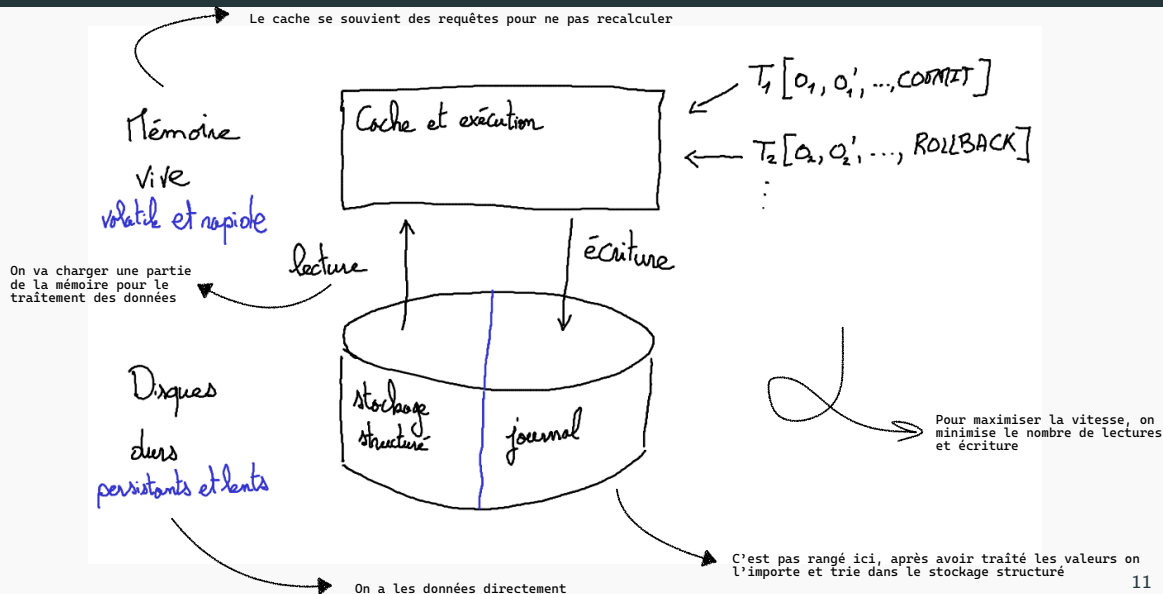 Le cache se souvient des requêtes pour ne pas recalculer
Mémoire
vive
volatile et rapide
Cache et exécution
T1 [O1, O1', ..., COMMIT]
T2 [O2, O2', ..., ROLLBACK]
⋮
lecture
écriture
On va charger une partie
de la mémoire pour le
traîtement des données
Disques
durs
persistants et lents
stockage
structuré
journal
Pour maximiser la vitesse, on
minimise le nombre de lectures
et écriture
C'est pas rangé ici, après avoir traîté les valeurs on
l'importe et trie dans le stockage structuré
On a les données directement
11